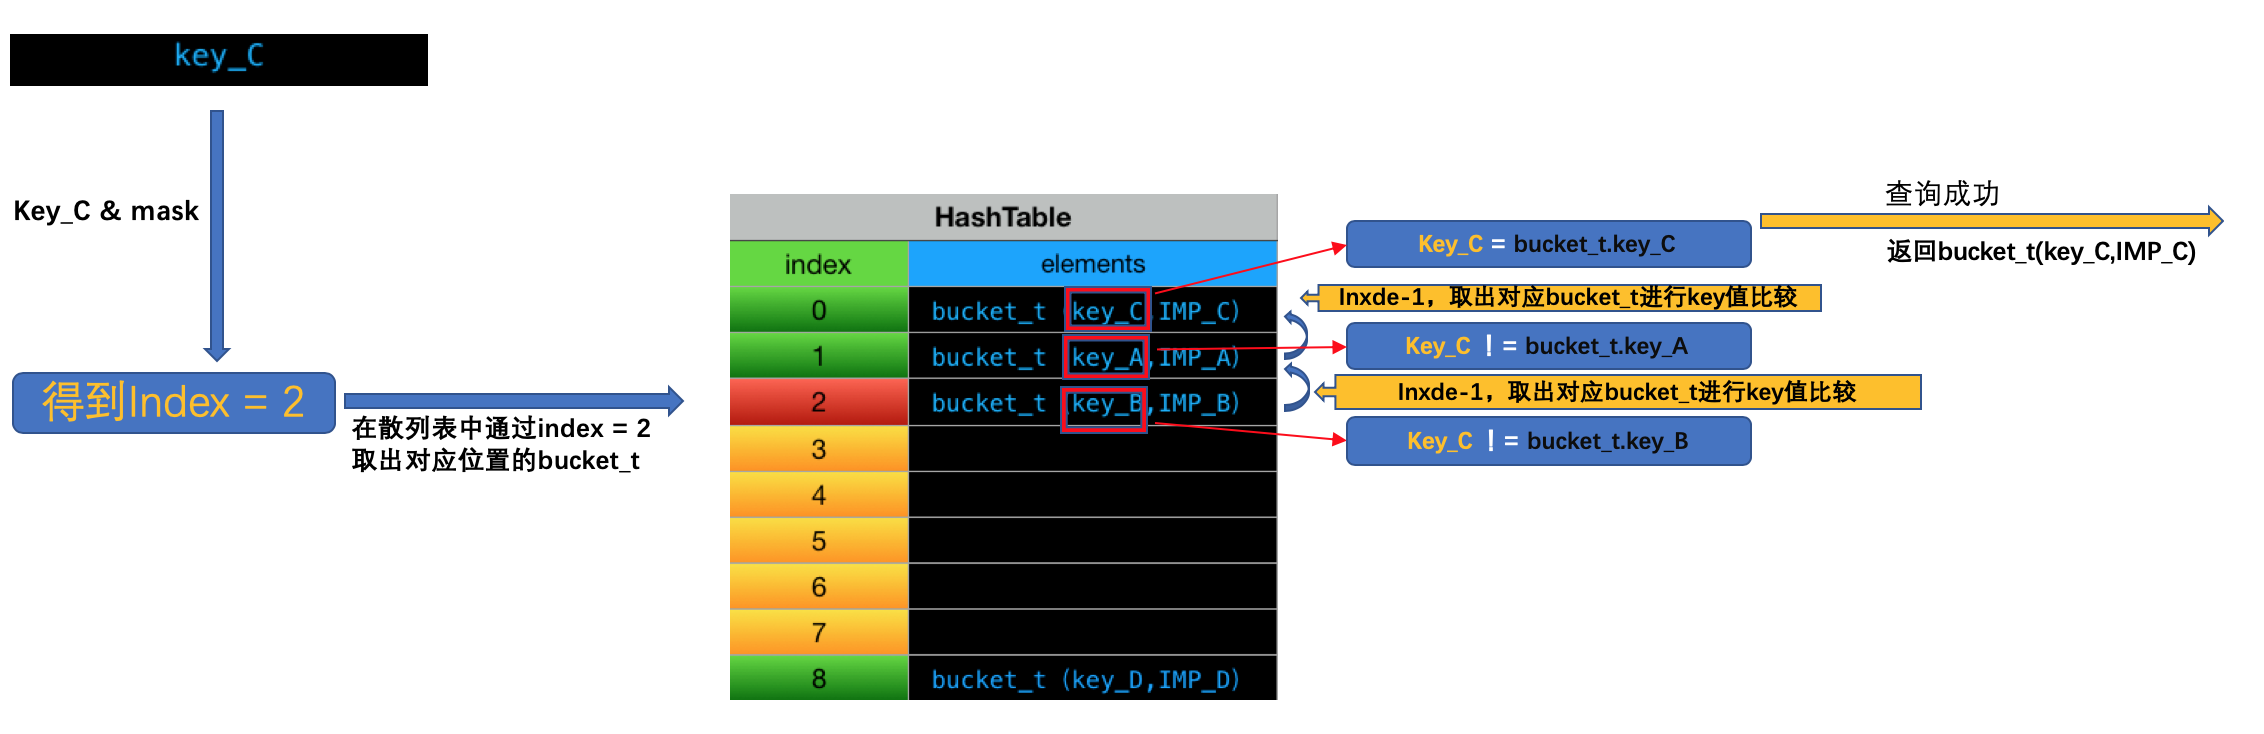 key_C
Key_C & mask
得到Index = 2
在散列表中通过index = 2
取出对应位置的bucket_t
HashTable
index elements
0 bucket_t (key_C,IMP_C)
1 bucket_t (key_A,IMP_A)
2 bucket_t (key_B,IMP_B)
3
4
5
6
7
8 bucket_t (key_D,IMP_D)
Key_C = bucket_t.key_C
Inxde-1，取出对应bucket_t进行key值比较
Key_C ！= bucket_t.key_A
Inxde-1，取出对应bucket_t进行key值比较
Key_C ！= bucket_t.key_B
查询成功
返回bucket_t(key_C,IMP_C)